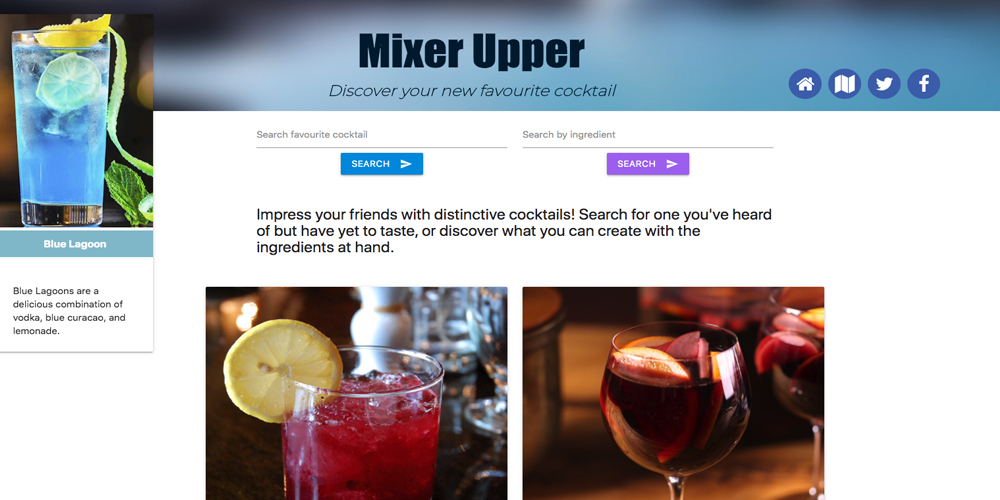 Mixer Upper
Discover your new favourite cocktail
Search favourite cocktail
Search by ingredient
SEARCH
SEARCH
Impress your friends with distinctive cocktails! Search for one you've heard
of but have yet to taste, or discover what you can create with the
ingredients at hand.
Blue Lagoon
Blue Lagoons are a
delicious combination of
vodka, blue curacao, and
lemonade.